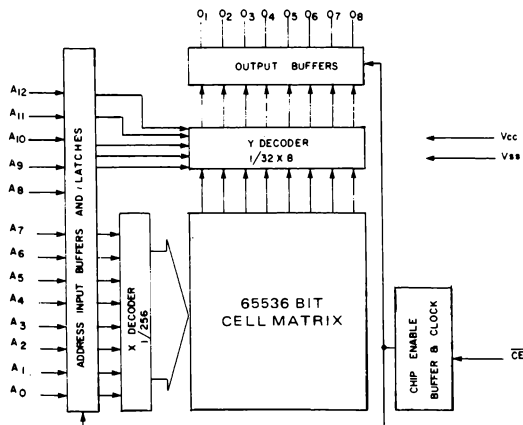 O1 O2 O3 O4 O5 O6 O7 O8
OUTPUT BUFFERS
A12
A11
A10
A9
A8
A7
A6
A5
A4
A3
A2
A1
A0
ADDRESS INPUT BUFFERS AND LATCHES
Y DECODER
1/32 X 8
Vcc
Vss
X DECODER
1/256
65536 BIT
CELL MATRIX
CHIP ENABLE
BUFFER & CLOCK
C̅E̅